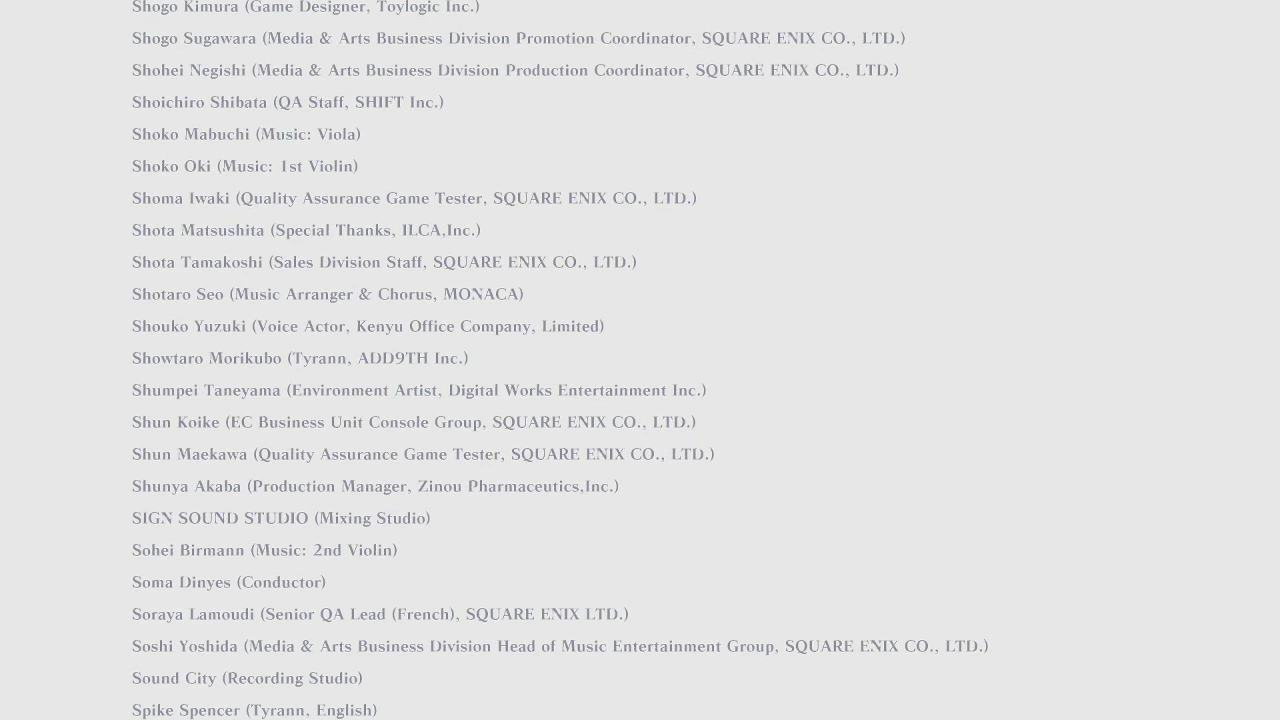 Shogo Kimura (Game Designer, Toylogic Inc.)
Shogo Sugawara (Media & Arts Business Division Promotion Coordinator, SQUARE ENIX CO., LTD.)
Shohei Negishi (Media & Arts Business Division Production Coordinator, SQUARE ENIX CO., LTD.)
Shoichiro Shibata (QA Staff, SHIFT Inc.)
Shoko Mabuchi (Music: Viola)
Shoko Oki (Music: 1st Violin)
Shoma Iwaki (Quality Assurance Game Tester, SQUARE ENIX CO., LTD.)
Shota Matsushita (Special Thanks, ILCA,Inc.)
Shota Tamakoshi (Sales Division Staff, SQUARE ENIX CO., LTD.)
Shotaro Seo (Music Arranger & Chorus, MONACA)
Shouko Yuzuki (Voice Actor, Kenyu Office Company, Limited)
Showtaro Morikubo (Tyrann, ADD9TH Inc.)
Shumpei Taneyama (Environment Artist, Digital Works Entertainment Inc.)
Shun Koike (EC Business Unit Console Group, SQUARE ENIX CO., LTD.)
Shun Maekawa (Quality Assurance Game Tester, SQUARE ENIX CO., LTD.)
Shunya Akaba (Production Manager, Zinou Pharmaceutics,Inc.)
SIGN SOUND STUDIO (Mixing Studio)
Sohei Birmann (Music: 2nd Violin)
Soma Dinyes (Conductor)
Soraya Lamoudi (Senior QA Lead (French), SQUARE ENIX LTD.)
Soshi Yoshida (Media & Arts Business Division Head of Music Entertainment Group, SQUARE ENIX CO., LTD.)
Sound City (Recording Studio)
Spike Spencer (Tyrann, English)